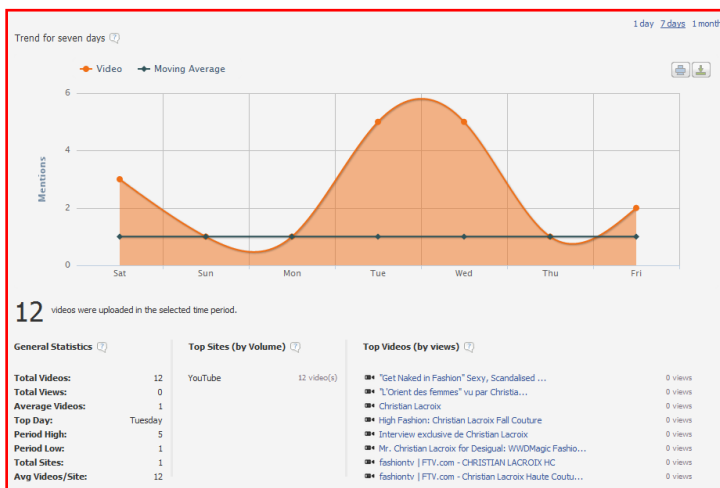 1 day 7 days 1 month
Trend for seven days ?
Video Moving Average
6
4
2
0
Mentions
Sat Sun Mon Tue Wed Thu Fri
12 videos were uploaded in the selected time period.
General Statistics ?
Total Videos: 12
Total Views: 0
Average Videos: 1
Top Day: Tuesday
Period High: 5
Period Low: 1
Total Sites: 1
Avg Videos/Site: 12
Top Sites (by Volume) ?
YouTube 12 video(s)
Top Videos (by views) ?
"Get Naked in Fashion" Sexy, Scandalised ... 0 views
"L'Orient des femmes" vu par Christia... 0 views
Christian Lacroix 0 views
High Fashion: Christian Lacroix Fall Couture 0 views
Interview exclusive de Christian Lacroix 0 views
Mr. Christian Lacroix for Desigual: WWDMagic Fashio... 0 views
fashiontv | FTV.com - CHRISTIAN LACROIX HC 0 views
fashiontv | FTV.com - Christian Lacroix Haute Coutu... 0 views